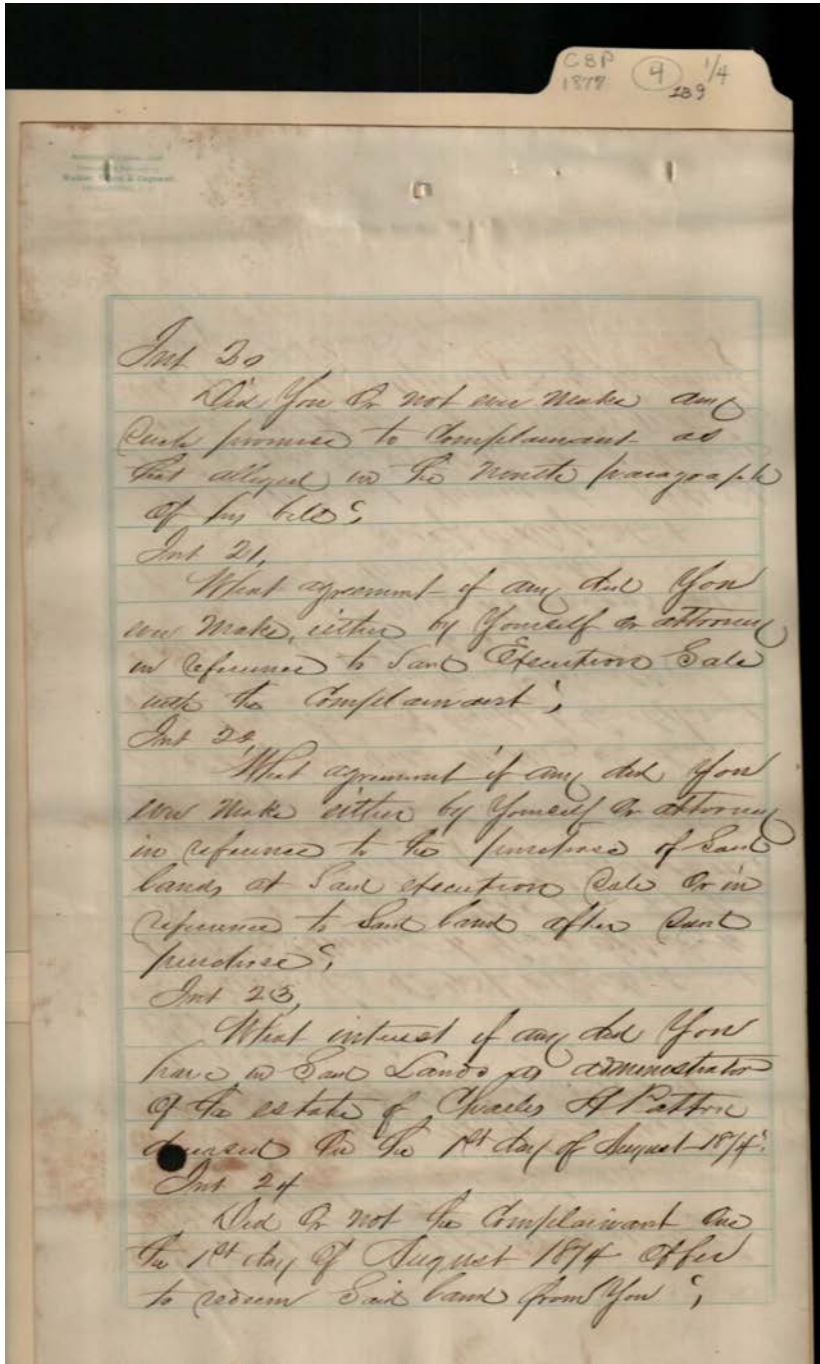 CBP
1877
4
1/4
139
Int 20
Did You Or not ever make any
Such promise to Complainant as
that alleged in the Nineth paragraph
of his bill?
Int 21,
What agreement if any did You
ever make, either by Yourself or attorney
in reference to Said Execution Sale
with the Complainant?
Int 22,
What agreement if any did You
ever make either by Yourself or attorney
in reference to the purchase of Said
lands at Said execution Sale Or in
reference to Said land after Said
purchase?
Int 23,
What interest if any did You
have in Said Lands as administrator
of the estate of Charles H Patton
deceased On the 1st day of August 1874?
Int 24
Did Or not the Complainant On
the 1st day of August 1874 Offer
to redeem Said land from You?